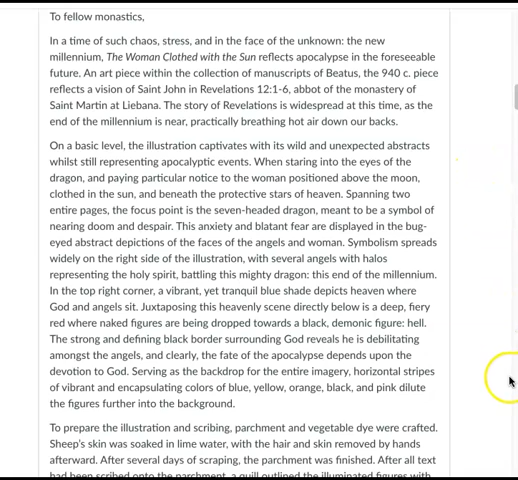 To fellow monastics,
In a time of such chaos, stress, and in the face of the unknown: the new
millennium, The Woman Clothed with the Sun reflects apocalypse in the foreseeable
future. An art piece within the collection of manuscripts of Beatus, the 940 c. piece
reflects a vision of Saint John in Revelations 12:1-6, abbot of the monastery of
Saint Martin at Liebana. The story of Revelations is widespread at this time, as the
end of the millennium is near, practically breathing hot air down our backs.
On a basic level, the illustration captivates with its wild and unexpected abstracts
whilst still representing apocalyptic events. When staring into the eyes of the
dragon, and paying particular notice to the woman positioned above the moon,
clothed in the sun, and beneath the protective stars of heaven. Spanning two
entire pages, the focus point is the seven-headed dragon, meant to be a symbol of
nearing doom and despair. This anxiety and blatant fear are displayed in the bug-
eyed abstract depictions of the faces of the angels and woman. Symbolism spreads
widely on the right side of the illustration, with several angels with halos
representing the holy spirit, battling this mighty dragon: this end of the millennium.
In the top right corner, a vibrant, yet tranquil blue shade depicts heaven where
God and angels sit. Juxtaposing this heavenly scene directly below is a deep, fiery
red where naked figures are being dropped towards a black, demonic figure: hell.
The strong and defining black border surrounding God reveals he is debilitating
amongst the angels, and clearly, the fate of the apocalypse depends upon the
devotion to God. Serving as the backdrop for the entire imagery, horizontal stripes
of vibrant and encapsulating colors of blue, yellow, orange, black, and pink dilute
the figures further into the background.
To prepare the illustration and scribing, parchment and vegetable dye were crafted.
Sheep's skin was soaked in lime water, with the hair and skin removed by hands
afterward. After several days of scraping, the parchment was finished. After all text
had been scribed onto the parchment, a quill outlined the illuminated figures with